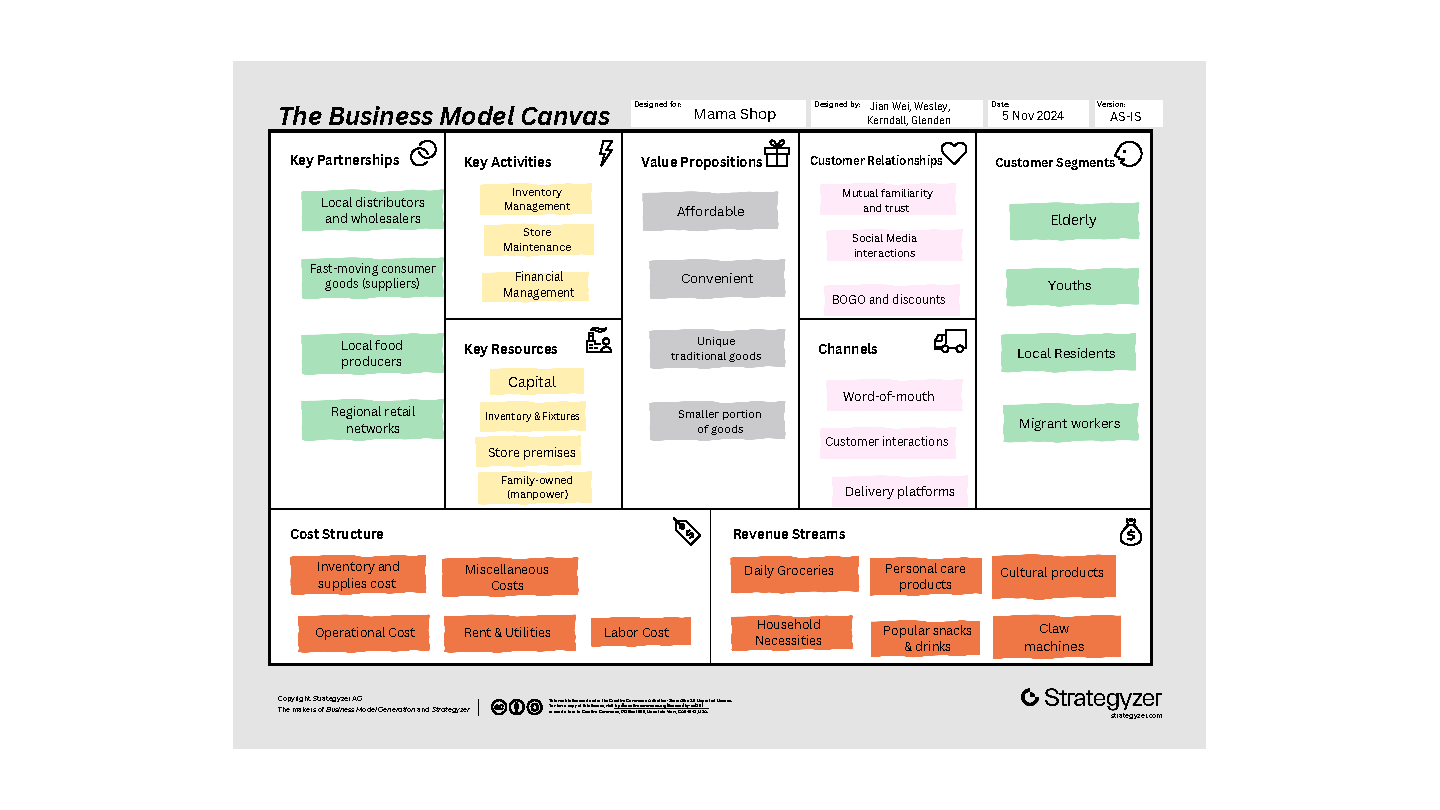 The Business Model Canvas
Designed for:
Mama Shop
Designed by:
Jian Wei, Wesley,
Kerndall, Glenden
Date:
5 Nov 2024
Version:
AS-IS
Key Partnerships
Local distributors
and wholesalers
Fast-moving consumer
goods (suppliers)
Local food
producers
Regional retail
networks
Key Activities
Inventory
Management
Store
Maintenance
Financial
Management
Key Resources
Capital
Inventory & Fixtures
Store premises
Family-owned
(manpower)
Value Propositions
Affordable
Convenient
Unique
traditional goods
Smaller portion
of goods
Customer Relationships
Mutual familiarity
and trust
Social Media
interactions
BOGO and discounts
Channels
Word-of-mouth
Customer interactions
Delivery platforms
Customer Segments
Elderly
Youths
Local Residents
Migrant workers
Cost Structure
Inventory and
supplies cost
Miscellaneous
Costs
Operational Cost
Rent & Utilities
Labor Cost
Revenue Streams
Daily Groceries
Personal care
products
Cultural products
Household
Necessities
Popular snacks
& drinks
Claw
machines
Copyright Strategyzer AG
The makers of Business Model Generation and Strategyzer
Strategyzer
strategyzer.com